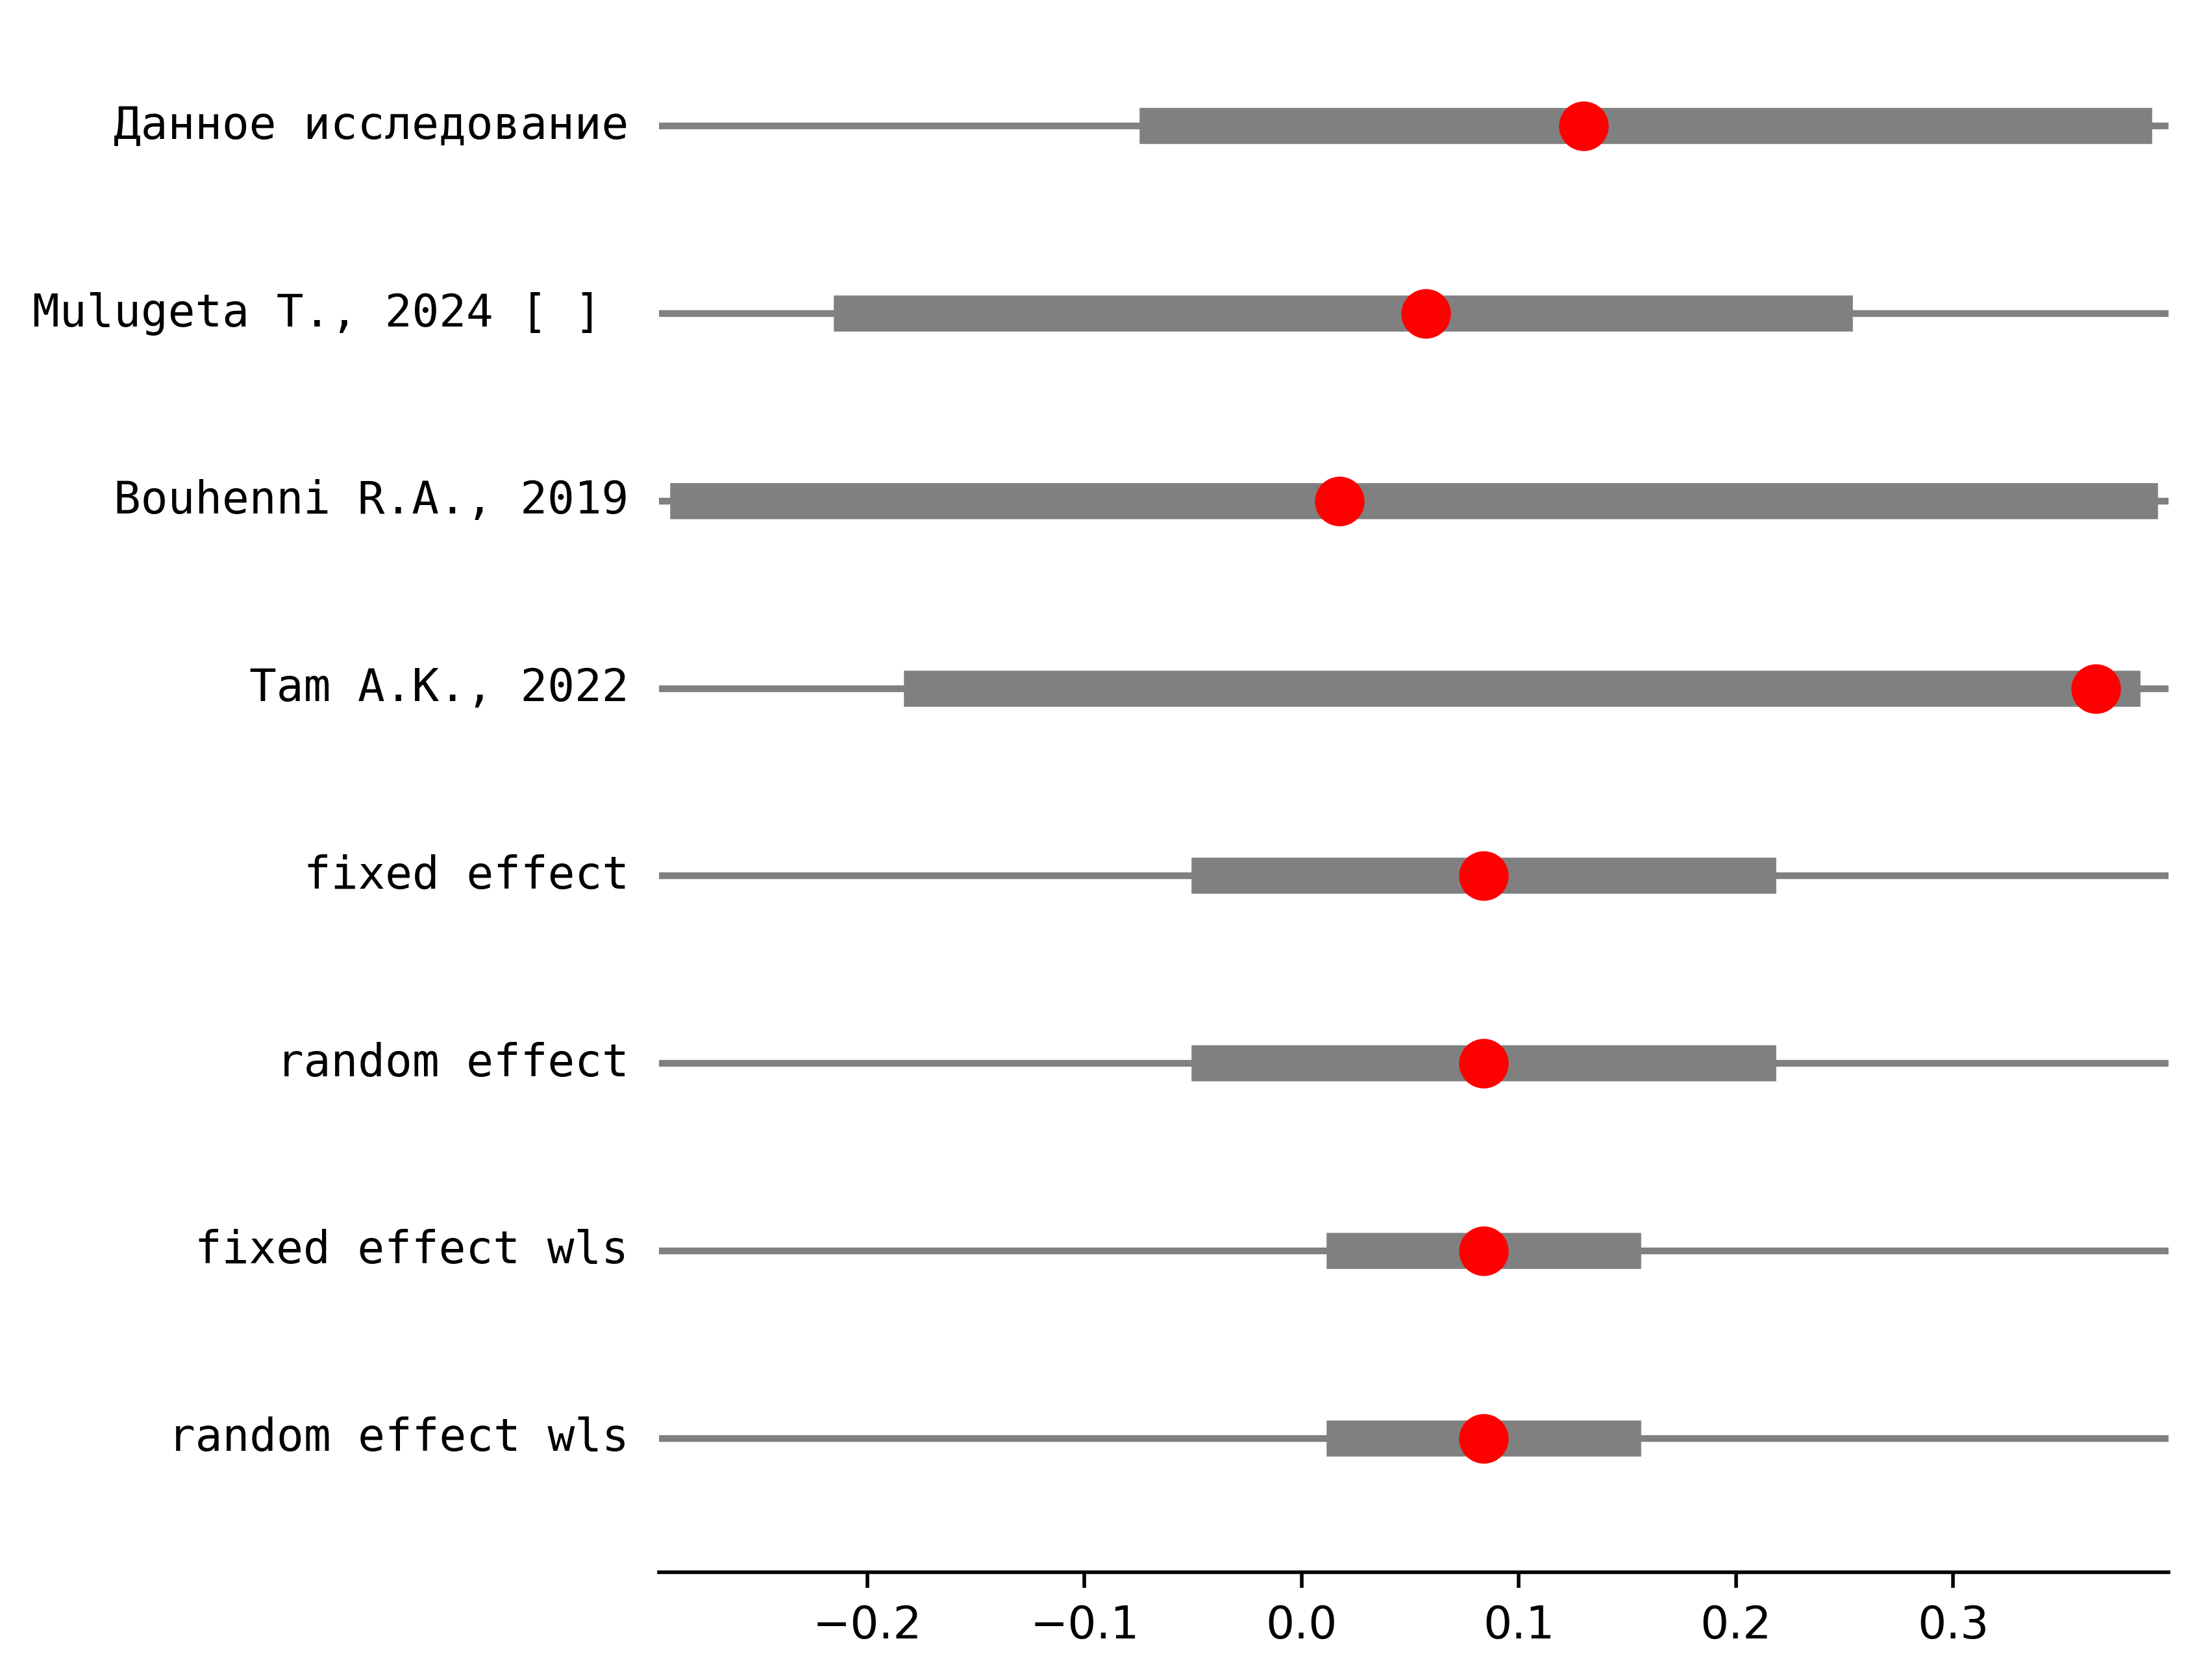 Данное исследование
Mulugeta T., 2024 [ ]
Bouhenni R.A., 2019
Tam A.K., 2022
fixed effect
random effect
fixed effect wls
random effect wls
−0.2 −0.1 0.0 0.1 0.2 0.3